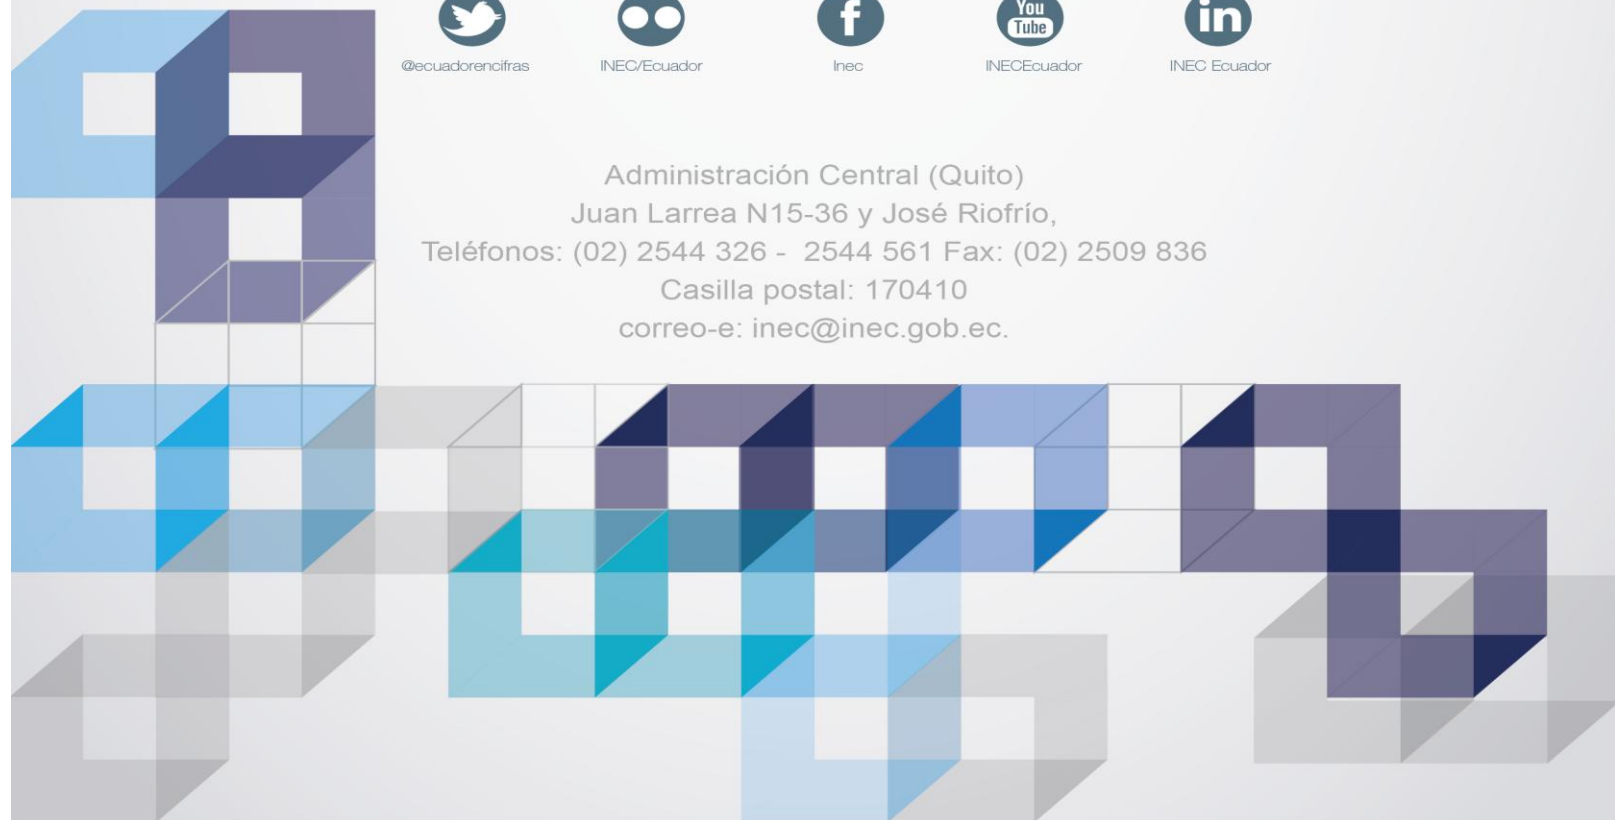 You
Tube
@ecuadorencifras INEC/Ecuador Inec INECEcuador INEC Ecuador
Administración Central (Quito)
Juan Larrea N15-36 y José Riofrío,
Teléfonos: (02) 2544 326 - 2544 561 Fax: (02) 2509 836
Casilla postal: 170410
correo-e: inec@inec.gob.ec.